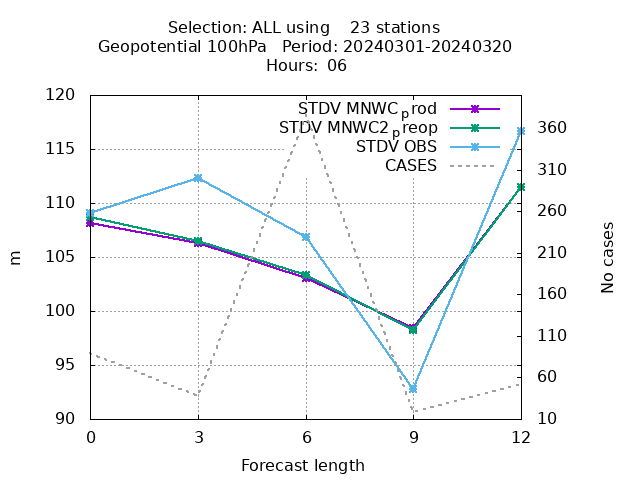 Selection: ALL using 23 stations
Geopotential 100hPa Period: 20240301-20240320
Hours: 06
STDV MNWCprod
STDV MNWC2preop
STDV OBS
CASES
120
115
110
105
100
95
90
m
360
310
260
210
160
110
60
10
No cases
0 3 6 9 12
Forecast length